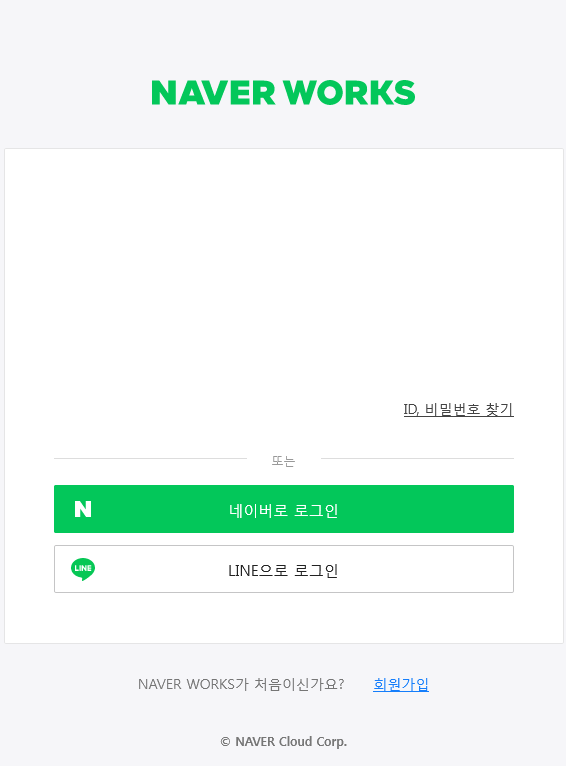 NAVER WORKS
ID, 비밀번호 찾기
또는
N 네이버로 로그인
LINE LINE으로 로그인
NAVER WORKS가 처음이신가요? 회원가입
© NAVER Cloud Corp.